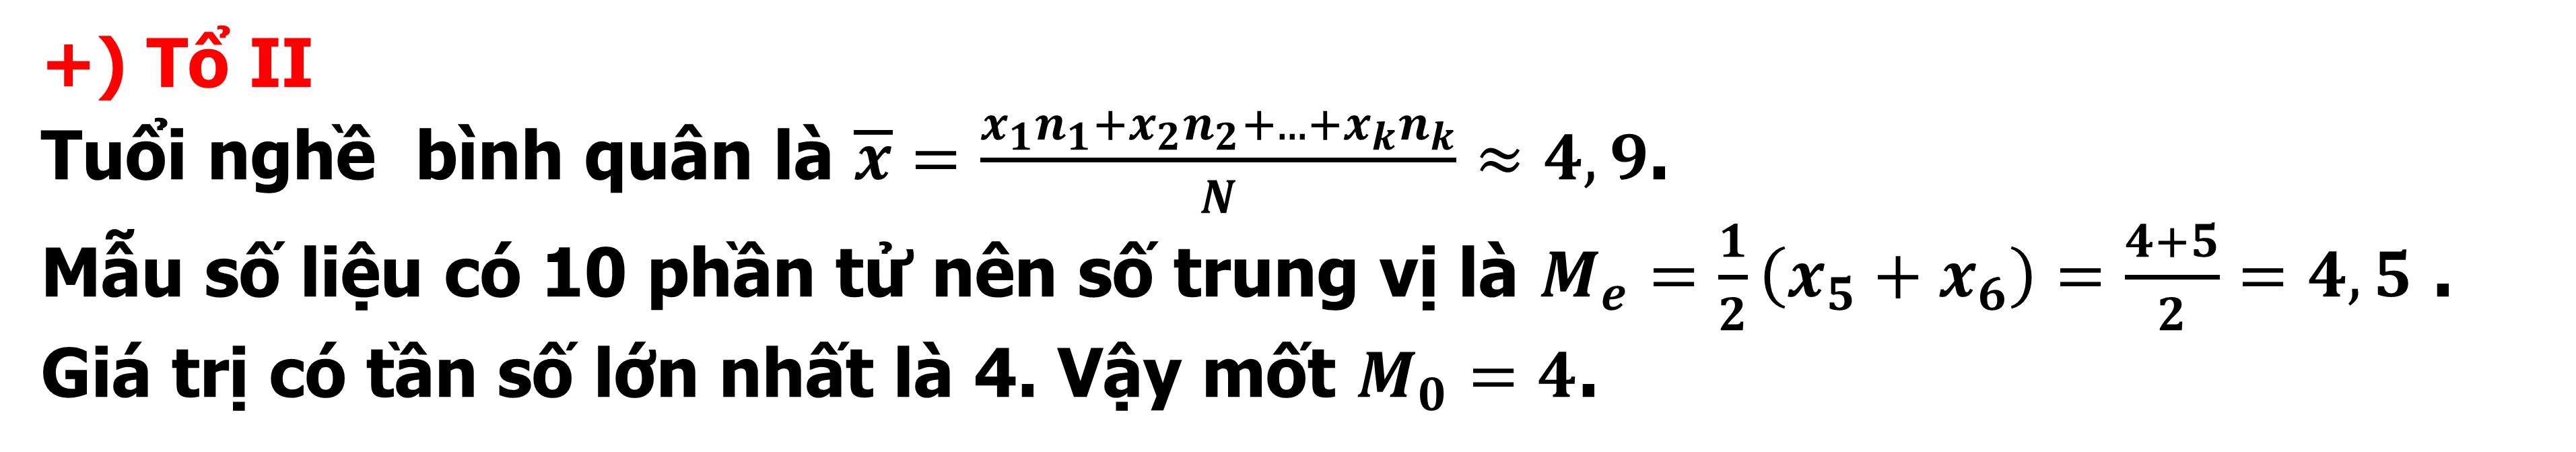 +) Tổ II
Tuổi nghề bình quân là x̅ = (x₁n₁+x₂n₂+...+xₖnₖ)/N ≈ 4,9.
Mẫu số liệu có 10 phần tử nên số trung vị là Mₑ = 1/2 (x₅ + x₆) = (4+5)/2 = 4,5 .
Giá trị có tần số lớn nhất là 4. Vậy mốt M₀ = 4.